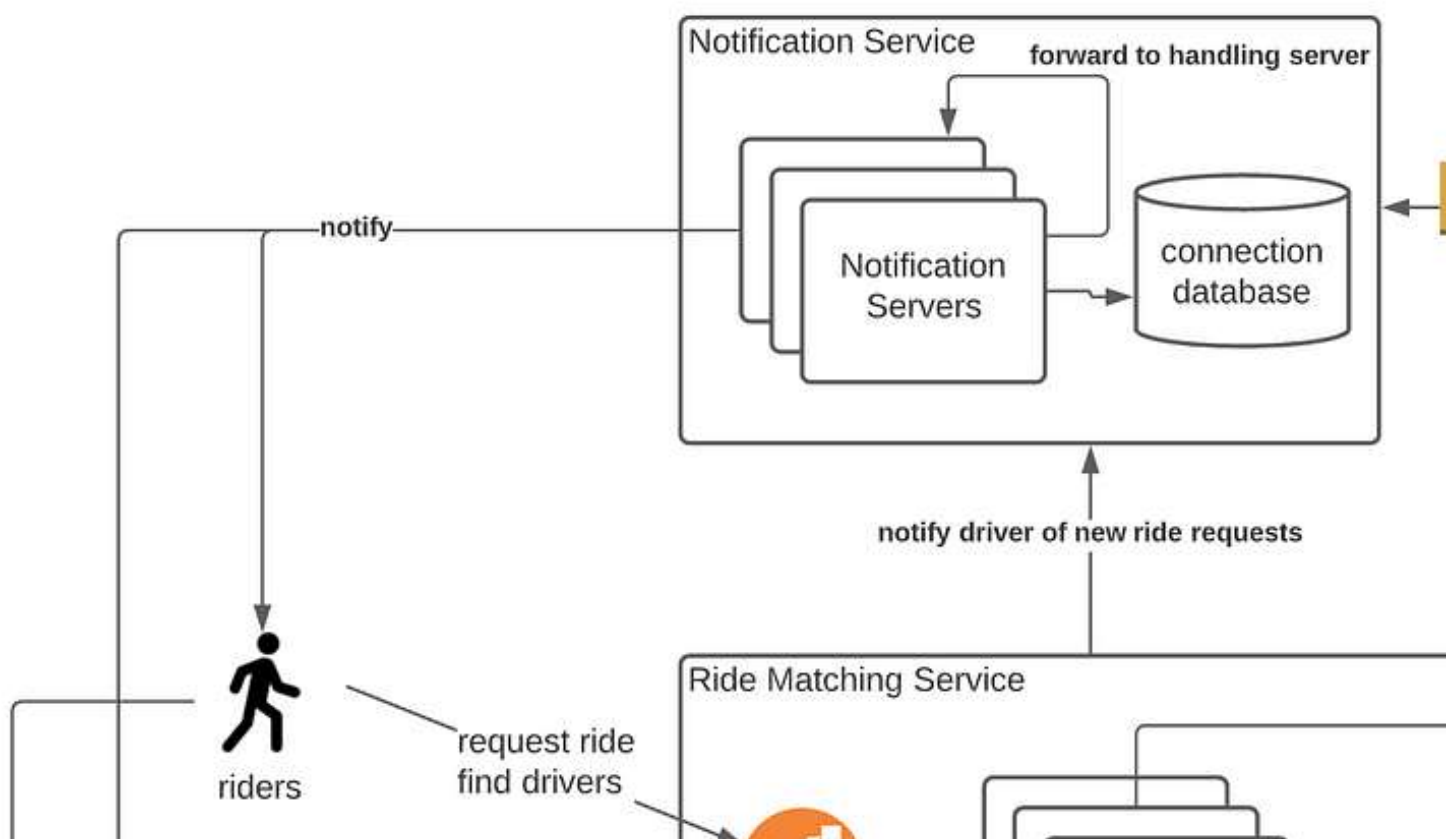 Notification Service
forward to handling server
notify
Notification
Servers
connection
database
notify driver of new ride requests
Ride Matching Service
request ride
find drivers
riders